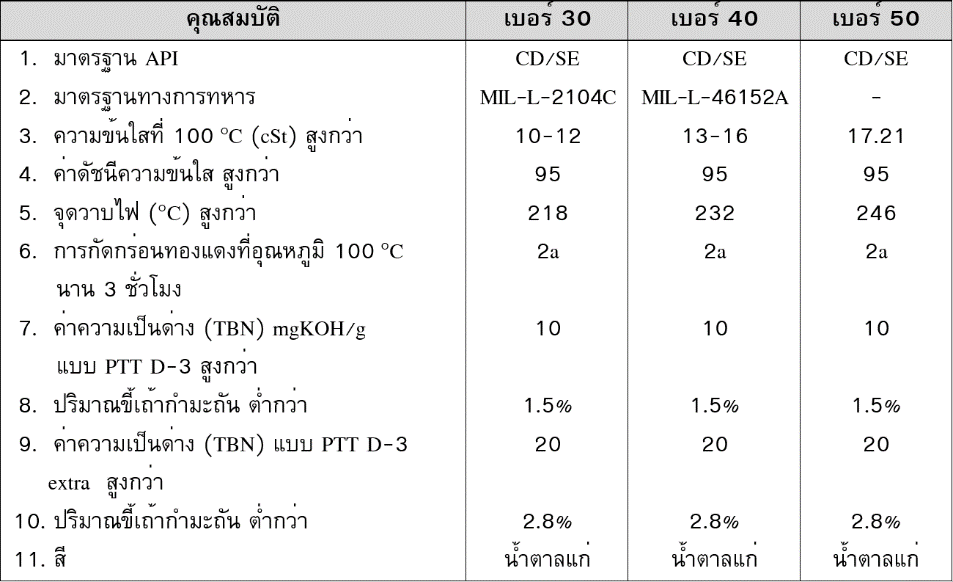 คุณสมบัติ เบอร์ 30 เบอร์ 40 เบอร์ 50
1. มาตรฐาน API CD/SE CD/SE CD/SE
2. มาตรฐานทางการทหาร MIL-L-2104C MIL-L-46152A -
3. ความข้นใสที่ 100 °C (cSt) สูงกว่า 10-12 13-16 17.21
4. ค่าดัชนีความข้นใส สูงกว่า 95 95 95
5. จุดวาบไฟ (°C) สูงกว่า 218 232 246
6. การกัดกร่อนทองแดงที่อุณหภูมิ 100 °C 2a 2a 2a
นาน 3 ชั่วโมง
7. ค่าความเป็นด่าง (TBN) mgKOH/g 10 10 10
แบบ PTT D-3 สูงกว่า
8. ปริมาณขี้เถ้ากำมะถัน ต่ำกว่า 1.5% 1.5% 1.5%
9. ค่าความเป็นด่าง (TBN) แบบ PTT D-3 20 20 20
extra สูงกว่า
10. ปริมาณขี้เถ้ากำมะถัน ต่ำกว่า 2.8% 2.8% 2.8%
11. สี น้ำตาลแก่ น้ำตาลแก่ น้ำตาลแก่